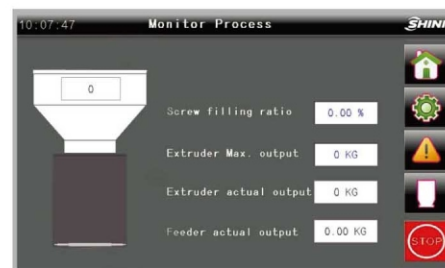 10:07:47 Monitor Process SHINI
0
Screw filling ratio 0.00 %
Extruder Max. output 0 KG
Extruder actual output 0 KG
Feeder actual output 0.00 KG
STOP